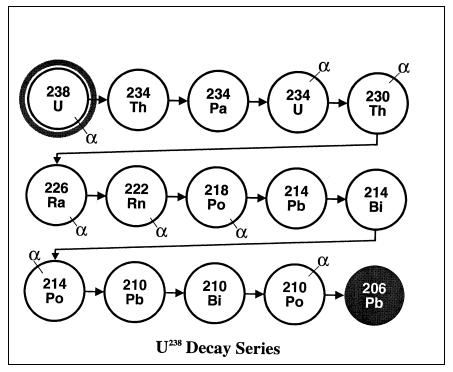 α α
238 234 234 234 230
U Th Pa U Th
α
226 222 218 214 214
Ra Rn Po Pb Bi
α α α
α α
214 210 210 210 206
Po Pb Bi Po Pb
U²³⁸ Decay Series